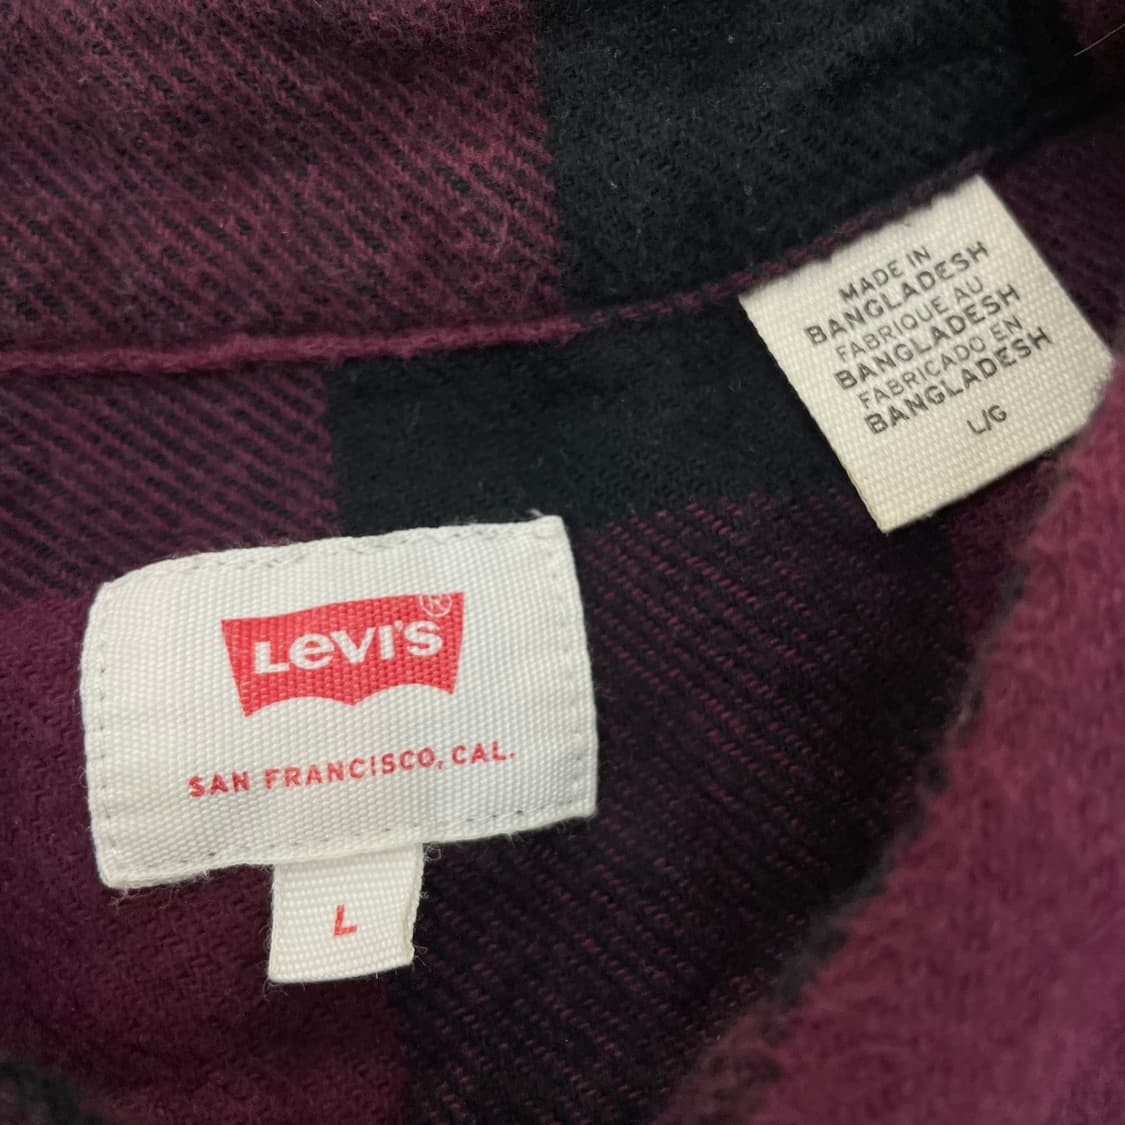 MADE IN
BANGLADESH
FABRIQUE AU
BANGLADESH
FABRICADO EN
BANGLADESH
L/G
LEVI'S®
SAN FRANCISCO, CAL.
L